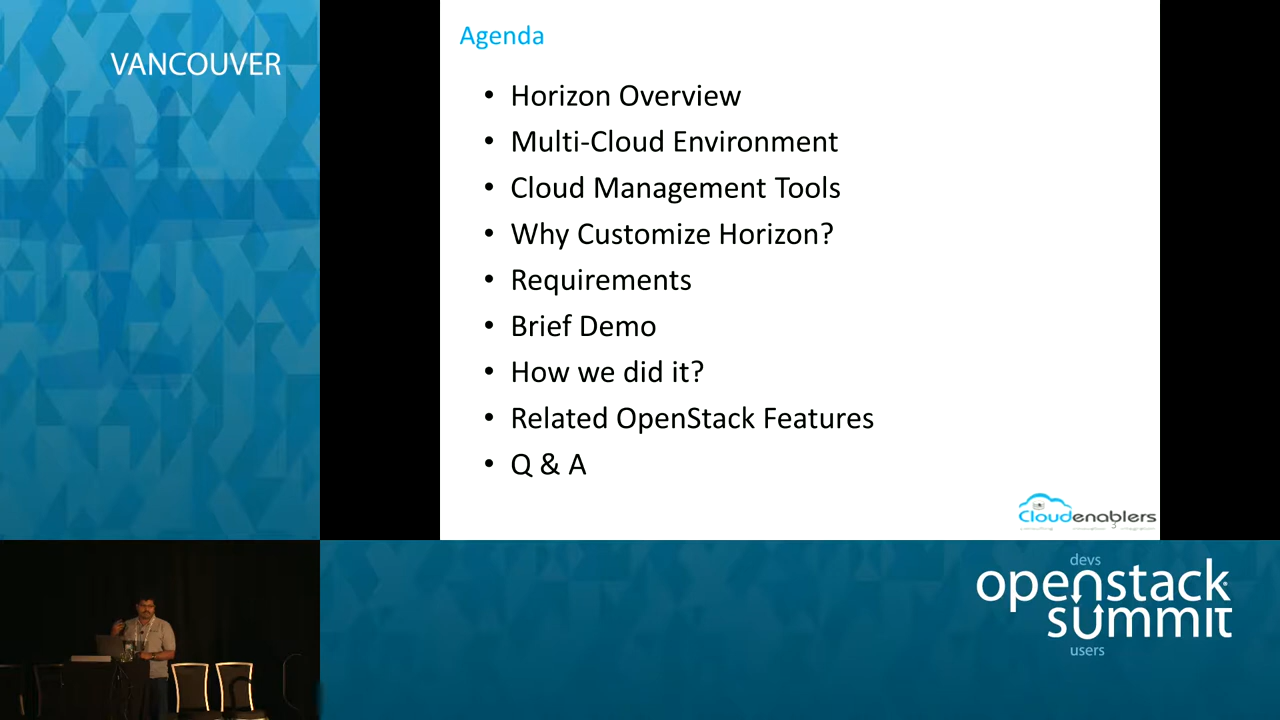 VANCOUVER
Agenda
• Horizon Overview
• Multi-Cloud Environment
• Cloud Management Tools
• Why Customize Horizon?
• Requirements
• Brief Demo
• How we did it?
• Related OpenStack Features
• Q & A
Cloudenablers
devs
openstack
summit
users